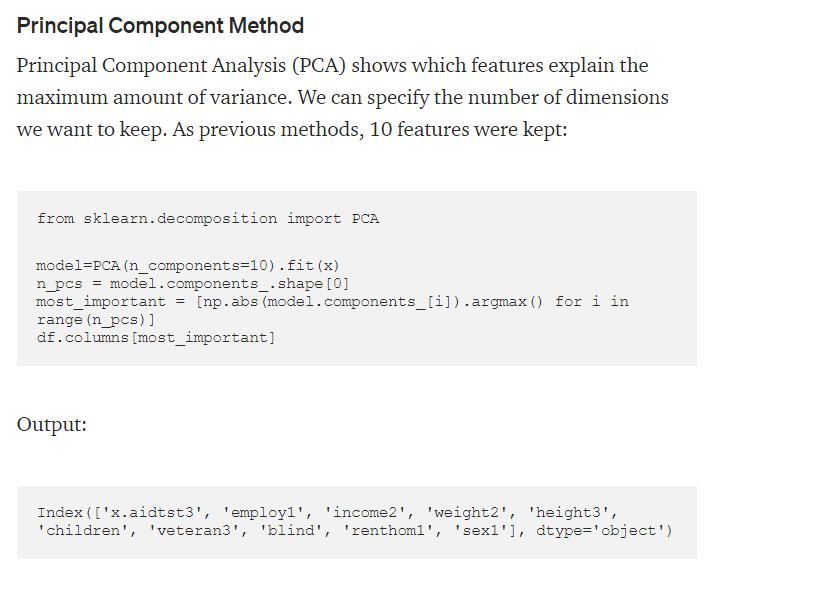 Principal Component Method
Principal Component Analysis (PCA) shows which features explain the
maximum amount of variance. We can specify the number of dimensions
we want to keep. As previous methods, 10 features were kept:
from sklearn.decomposition import PCA
model=PCA(n_components=10).fit(x)
n_pcs = model.components_.shape[0]
most_important = [np.abs(model.components_[i]).argmax() for i in
range(n_pcs)]
df.columns[most_important]
Output:
Index(['x.aidtst3', 'employ1', 'income2', 'weight2', 'height3',
'children', 'veteran3', 'blind', 'renthom1', 'sex1'], dtype='object')